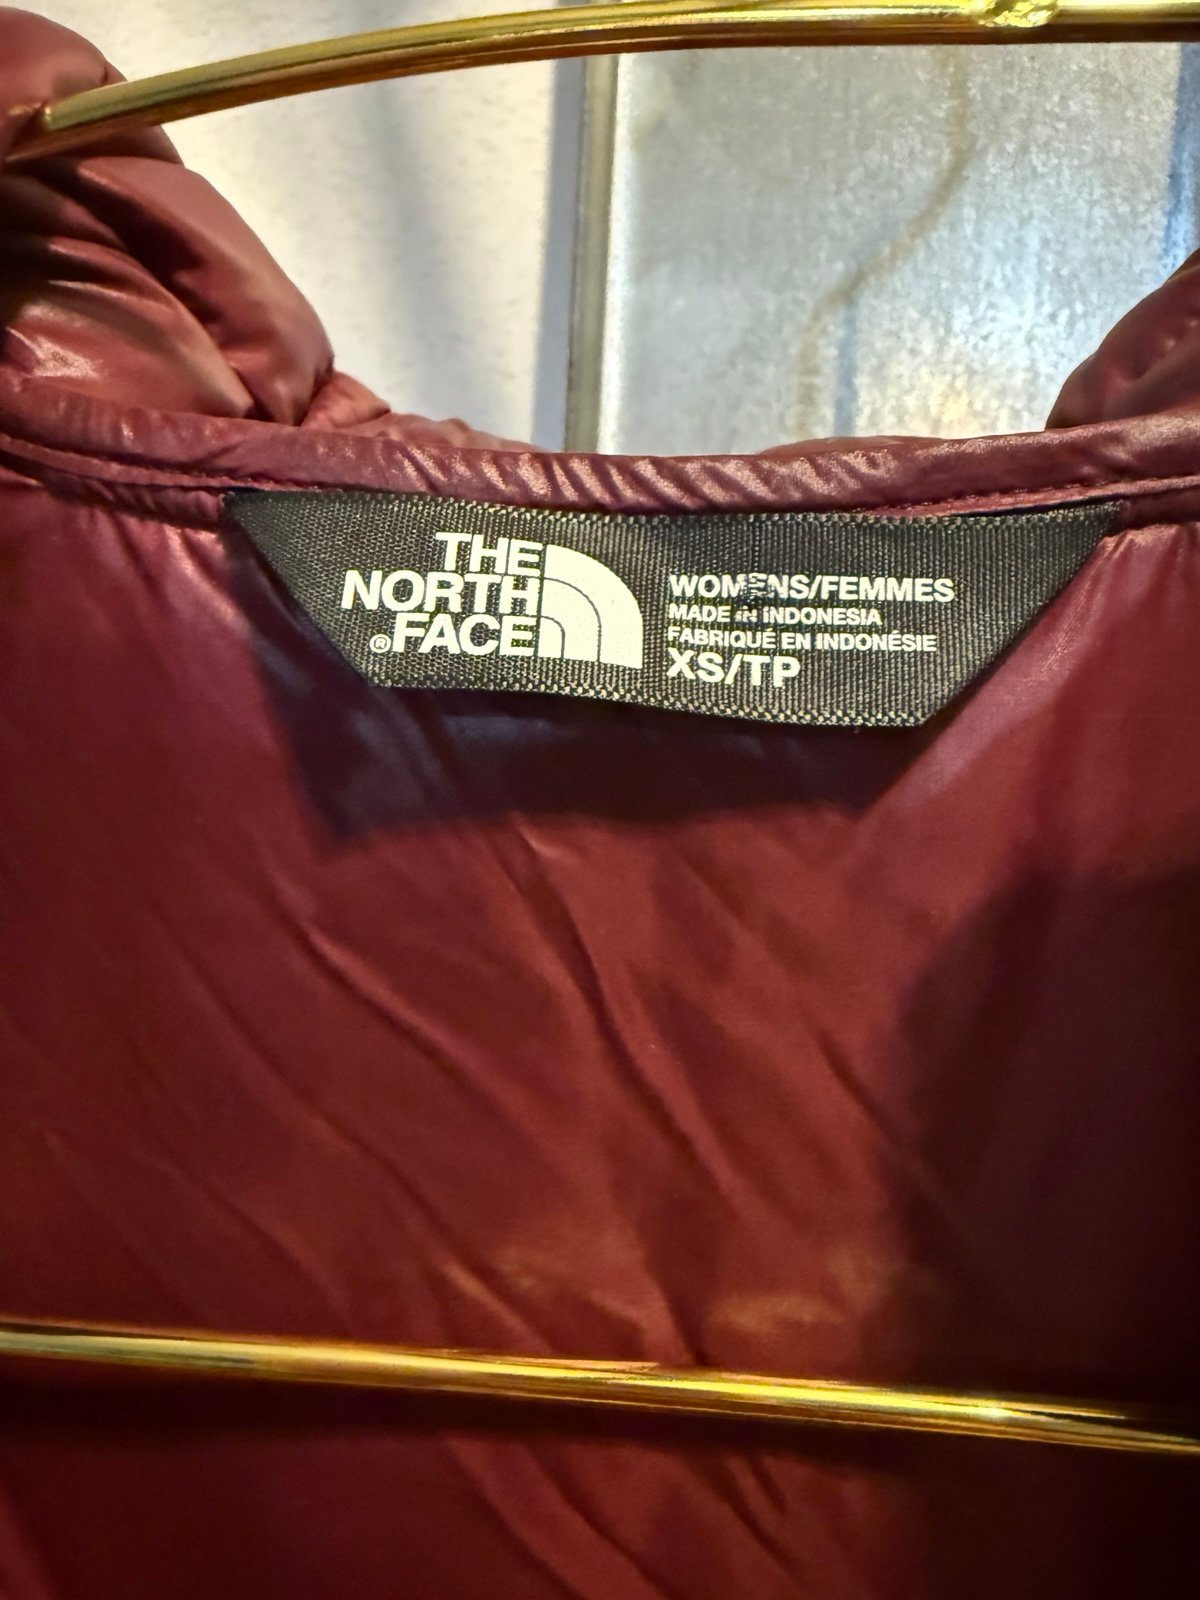 THE
NORTH
®FACE
WOMENS/FEMMES
MADE IN INDONESIA
FABRIQUÉ EN INDONÉSIE
XS/TP